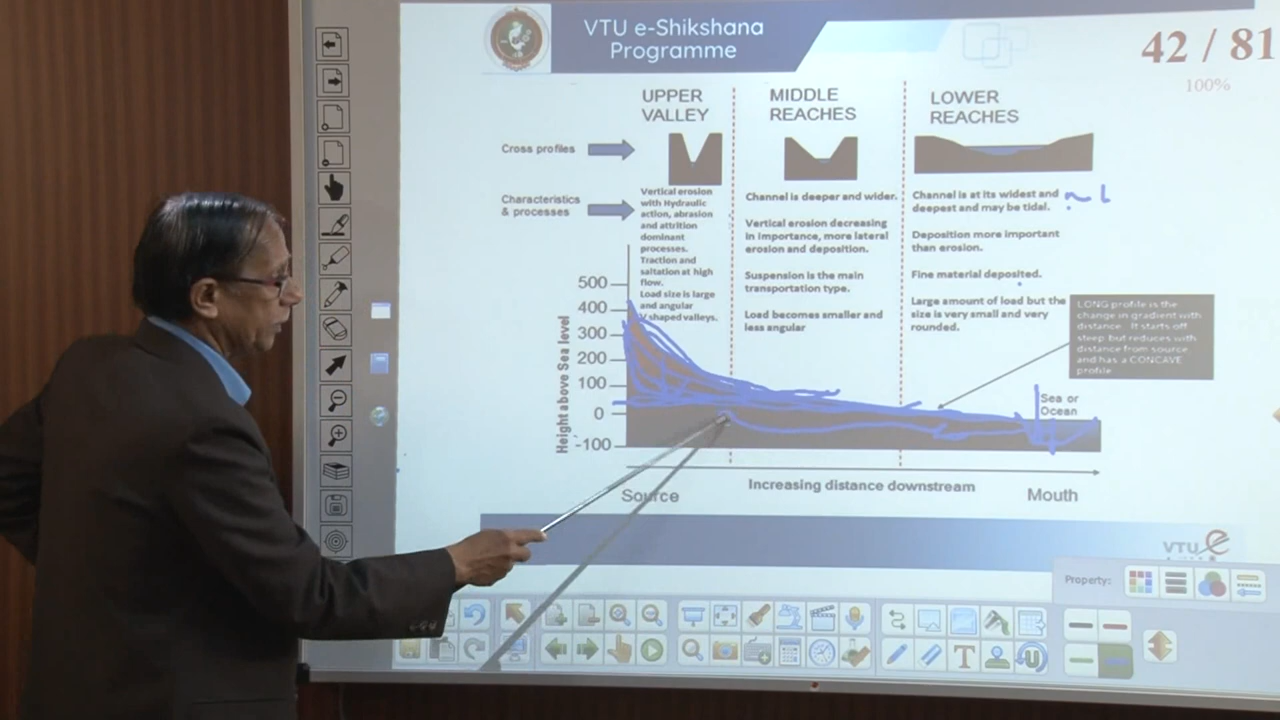 VTU e-Shikshana
Programme
42 / 81
100%
UPPER
VALLEY
MIDDLE
REACHES
LOWER
REACHES
Cross profiles
Characteristics
& processes
Vertical erosion
with Hydraulic
action, abrasion
and attrition
dominant
processes.
Traction and
saltation at high
flow.
Load size is large
and angular
V shaped valleys.
Channel is deeper and wider.
Vertical erosion decreasing
in importance, more lateral
erosion and deposition.
Suspension is the main
transportation type.
Load becomes smaller and
less angular
Channel is at its widest and
deepest and may be tidal.
Deposition more important
than erosion.
Fine material deposited.
Large amount of load but the
size is very small and very
rounded.
LONG profile is the
change in gradient with
distance. It starts off
steep but reduces with
distance from source
and has a CONCAVE
profile
Height above Sea level
500
400
300
200
100
0
-100
Sea or
Ocean
Source
Increasing distance downstream
Mouth
VTU e
Property: